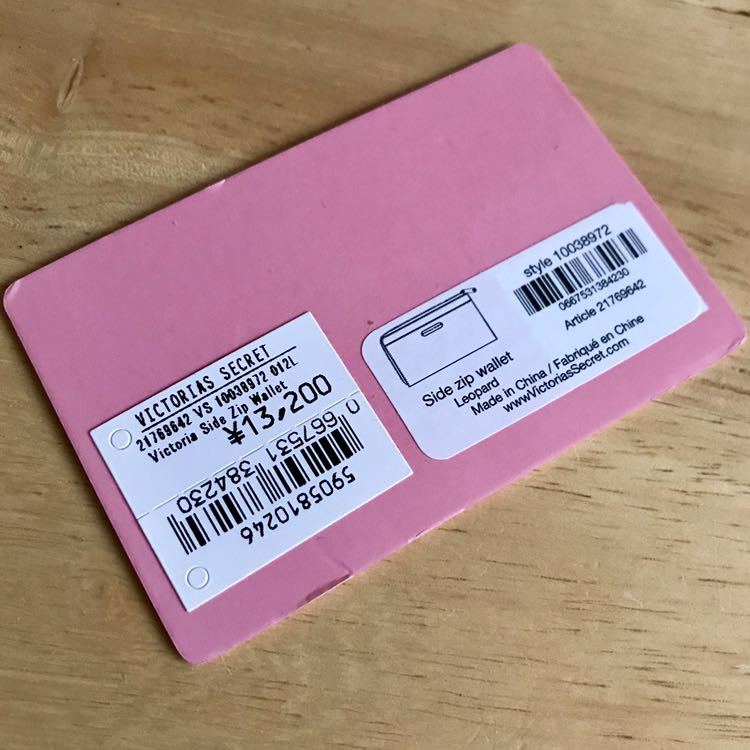 VICTORIAS SECRET
21769642 VS 10038972 012L
Victoria Side Zip Wallet
¥13,200
0 667531 384230
5905810246
style 10038972
0667531384230
Article 21769642
Side zip wallet
Leopard
Made in China / Fabriqué en Chine
www.VictoriasSecret.com